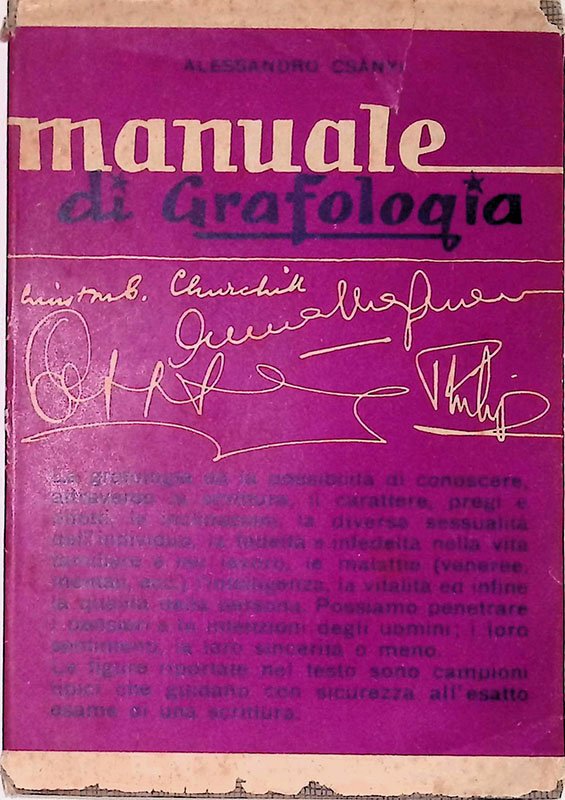 ALESSANDRO CSANYI
manuale
di Grafologia
Winston Churchill
Philip
La grafologia dà la possibilità di conoscere,
attraverso la scrittura, il carattere, pregi e
difetti, le inclinazioni, la diversa sessualità
dell'individuo, la fedeltà e infedeltà nella vita
familiare e nel lavoro, le malattie (veneree,
mentali, ecc.) l'intelligenza, la vitalità ed infine
la qualità della persona. Possiamo penetrare
i pensieri e le intenzioni degli uomini; i loro
sentimenti, la loro sincerità o meno.
Le figure riportate nel testo sono campioni
tipici che guidano con sicurezza all'esatto
esame di una scrittura.